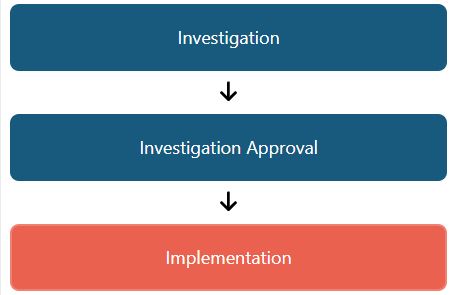 Investigation
Investigation Approval
Implementation